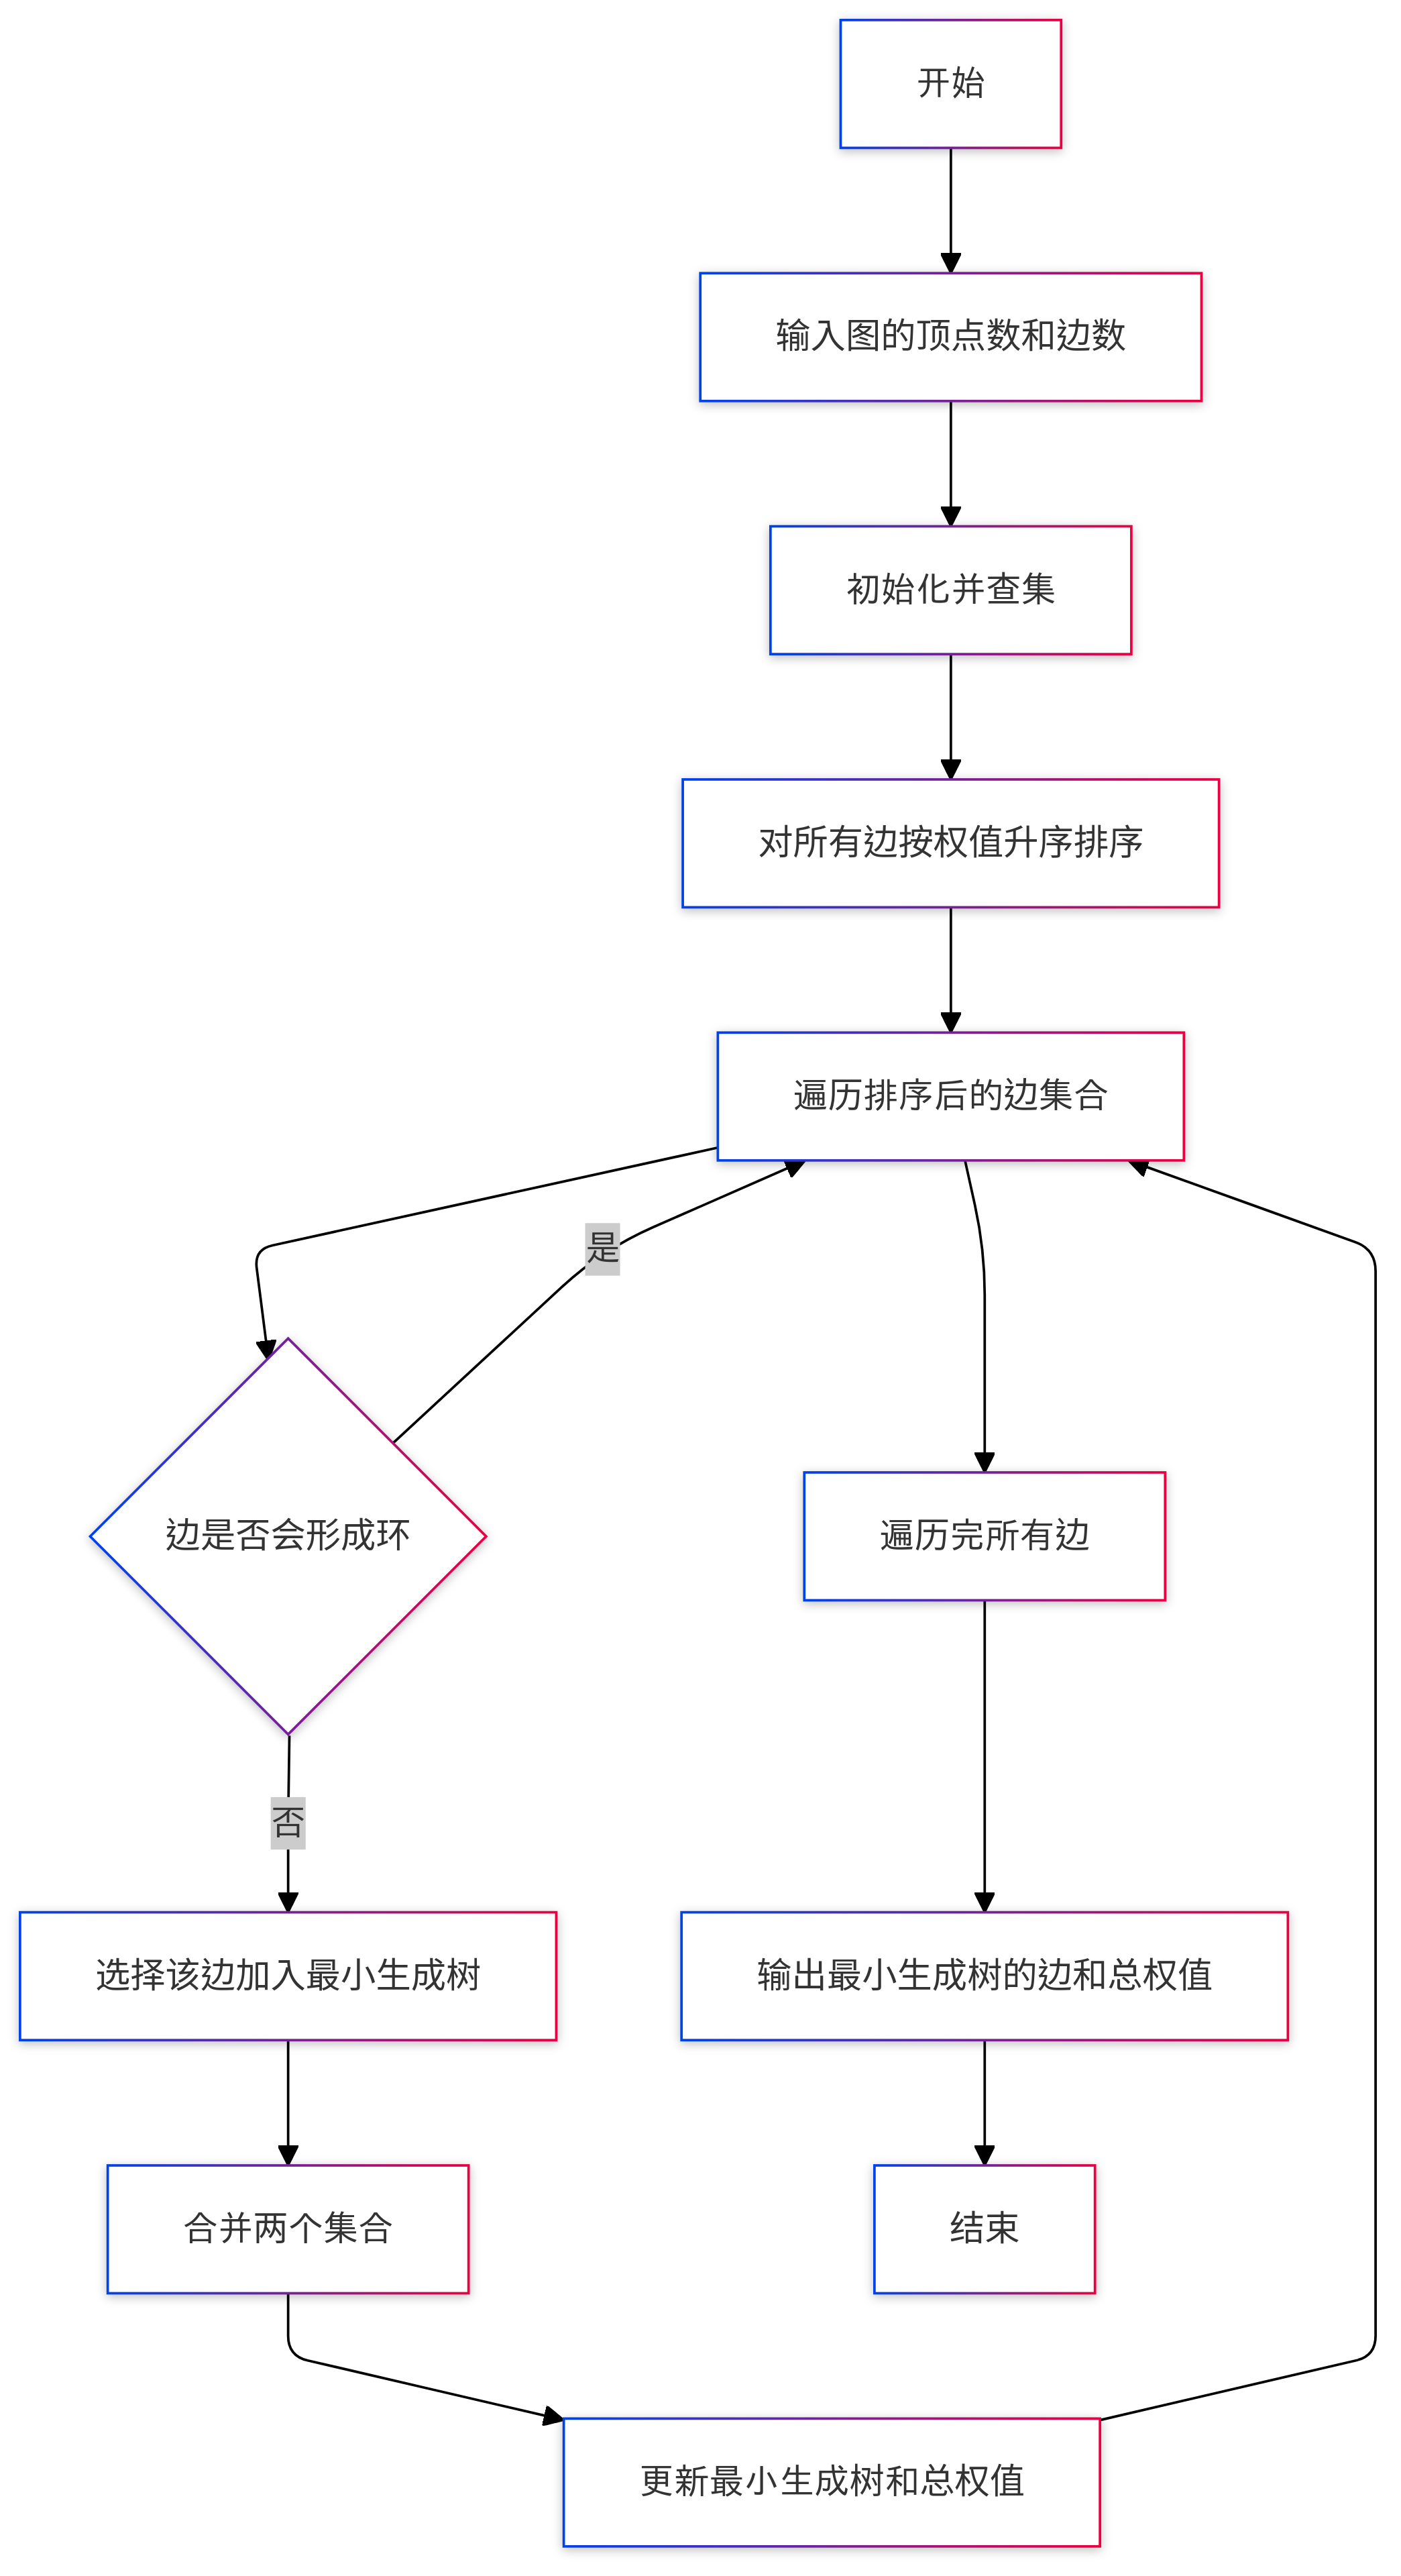 开始
输入图的顶点数和边数
初始化并查集
对所有边按权值升序排序
遍历排序后的边集合
是
边是否会形成环
遍历完所有边
否
选择该边加入最小生成树
输出最小生成树的边和总权值
合并两个集合
结束
更新最小生成树和总权值